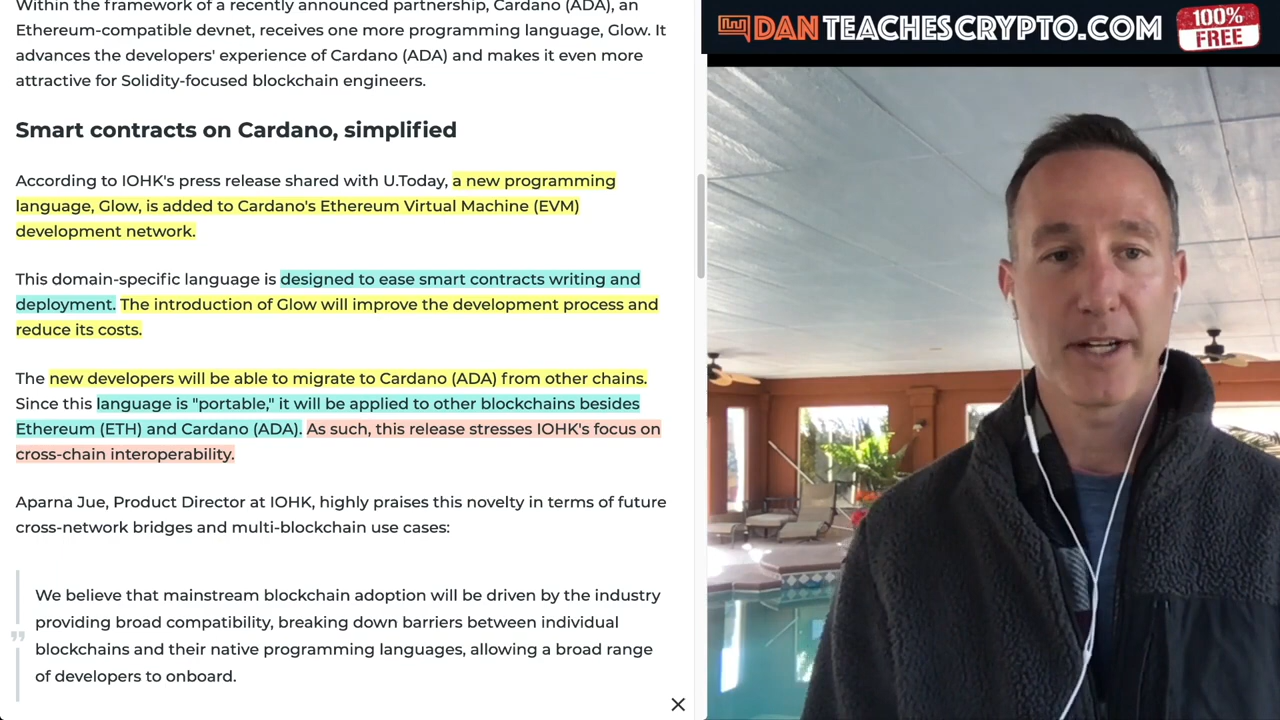 Within the framework of a recently announced partnership, Cardano (ADA), an
Ethereum-compatible devnet, receives one more programming language, Glow. It
advances the developers' experience of Cardano (ADA) and makes it even more
attractive for Solidity-focused blockchain engineers.
Smart contracts on Cardano, simplified
According to IOHK's press release shared with U.Today, a new programming
language, Glow, is added to Cardano's Ethereum Virtual Machine (EVM)
development network.
This domain-specific language is designed to ease smart contracts writing and
deployment. The introduction of Glow will improve the development process and
reduce its costs.
The new developers will be able to migrate to Cardano (ADA) from other chains.
Since this language is "portable," it will be applied to other blockchains besides
Ethereum (ETH) and Cardano (ADA). As such, this release stresses IOHK's focus on
cross-chain interoperability.
Aparna Jue, Product Director at IOHK, highly praises this novelty in terms of future
cross-network bridges and multi-blockchain use cases:
We believe that mainstream blockchain adoption will be driven by the industry
providing broad compatibility, breaking down barriers between individual
blockchains and their native programming languages, allowing a broad range
of developers to onboard.
DANTEACHESCRYPTO.COM
100%
FREE